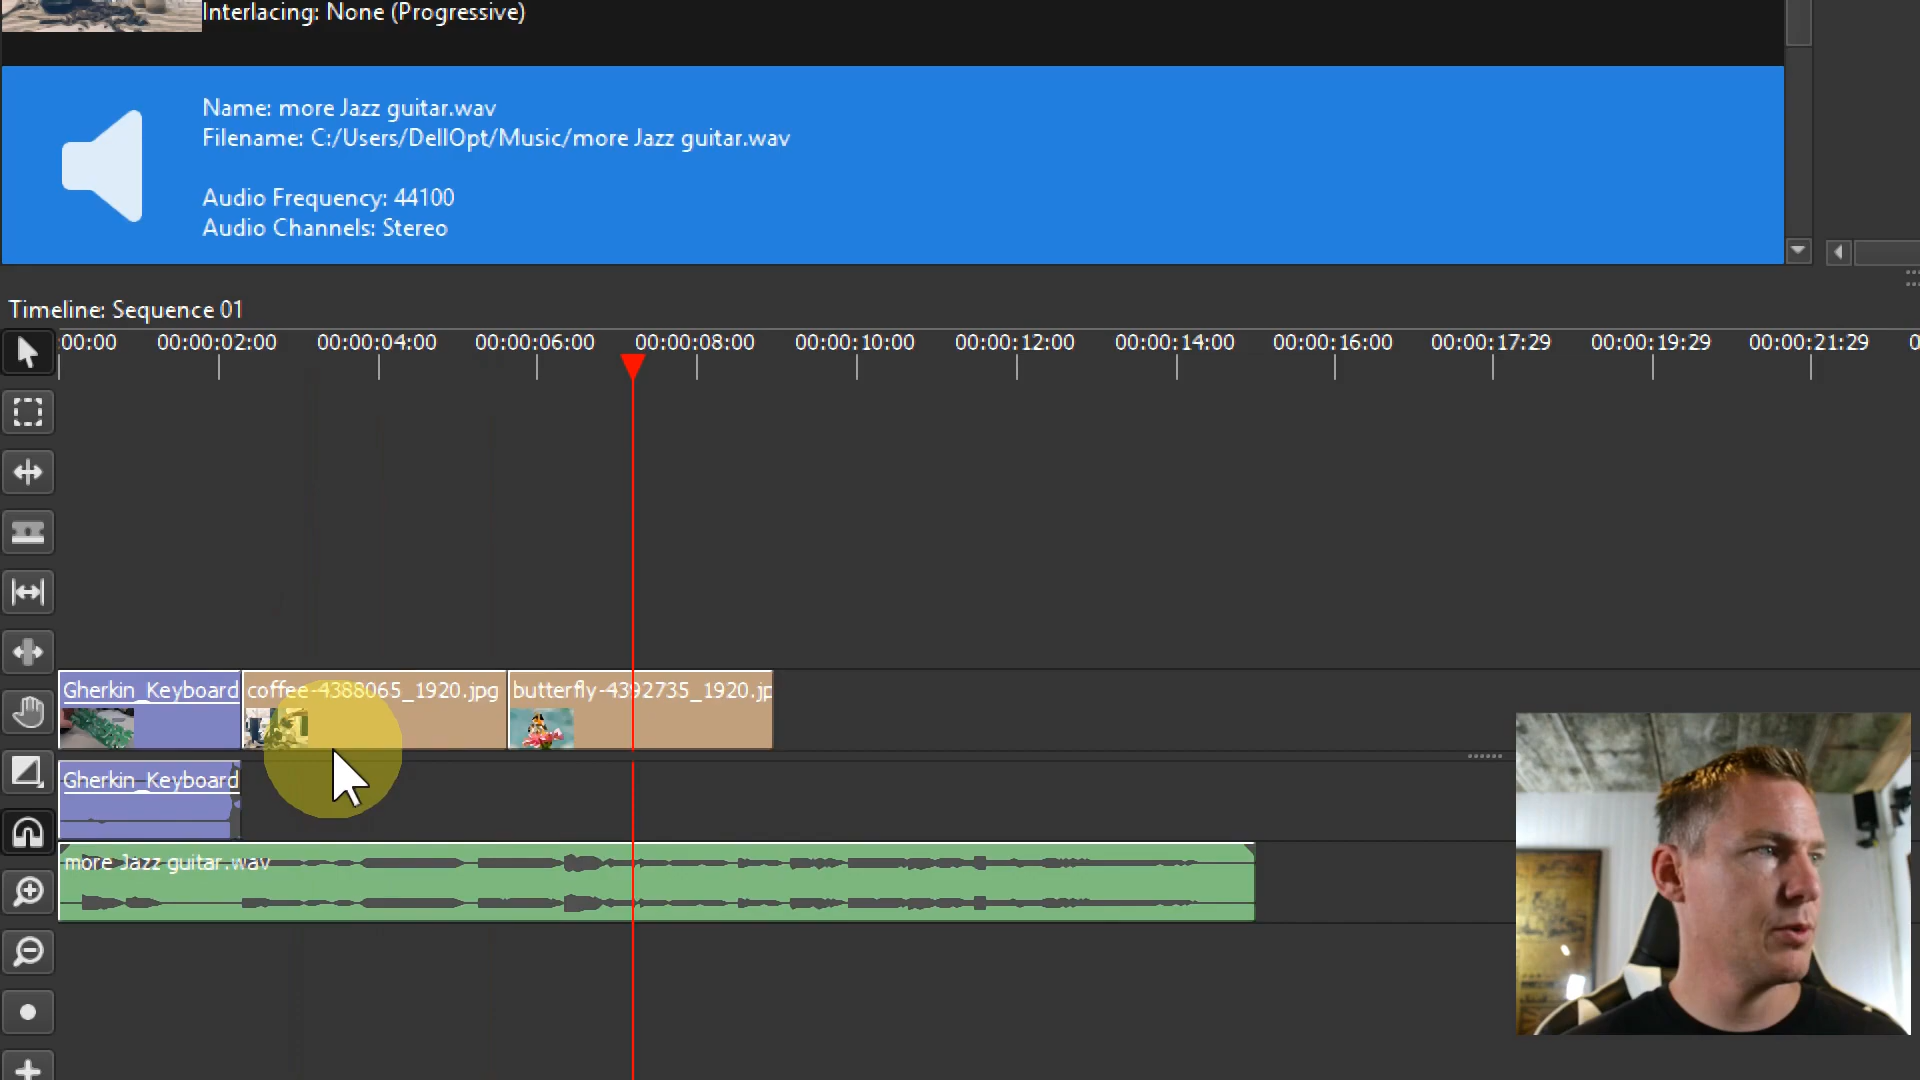 Interlacing: None (Progressive)
Name: more Jazz guitar.wav
Filename: C:/Users/DellOpt/Music/more Jazz guitar.wav
Audio Frequency: 44100
Audio Channels: Stereo
Timeline: Sequence 01
:00:00 00:00:02:00 00:00:04:00 00:00:06:00 00:00:08:00 00:00:10:00 00:00:12:00 00:00:14:00 00:00:16:00 00:00:17:29 00:00:19:29 00:00:21:29 0
Gherkin_Keyboard coffee-4388065_1920.jpg butterfly-4392735_1920.jp
Gherkin_Keyboard
more Jazz guitar.wav